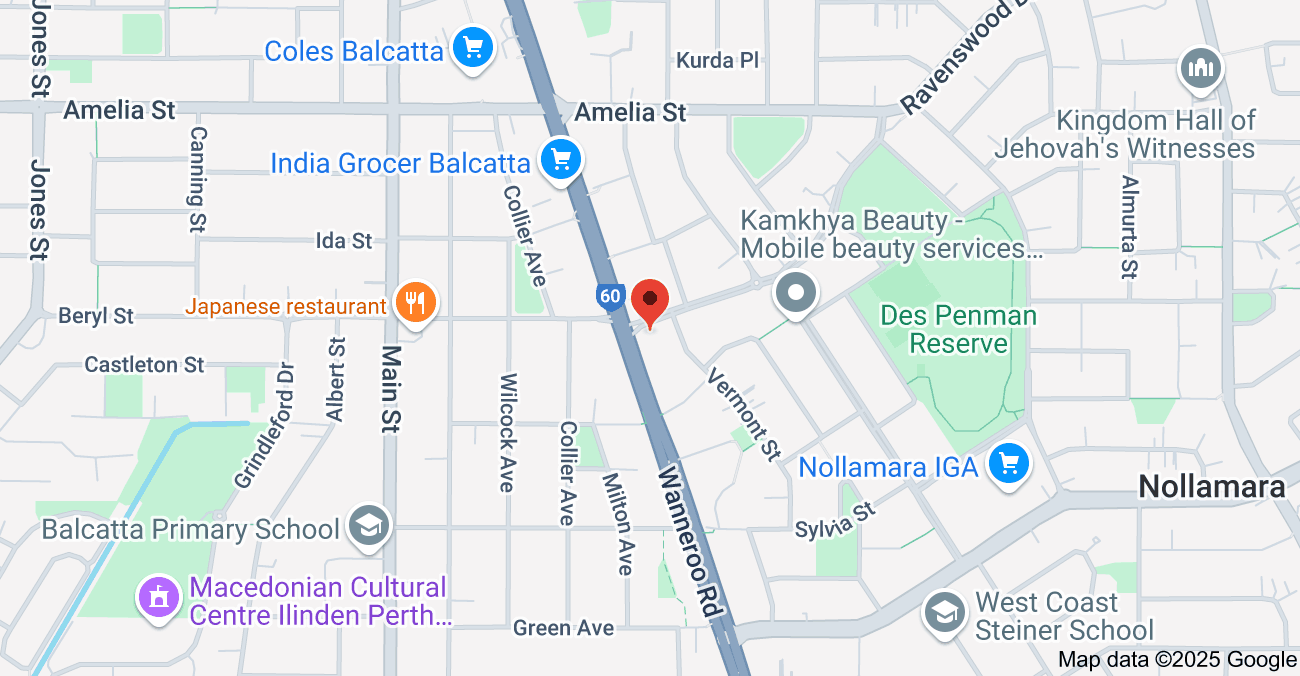 Jones St
Coles Balcatta
Kurda Pl
Ravenswood
Amelia St
Amelia St
Kingdom Hall of
Jehovah's Witnesses
India Grocer Balcatta
Canning St
Jones St
Collier Ave
Almurta St
Kamkhya Beauty -
Mobile beauty services...
Ida St
60
Japanese restaurant
Beryl St
Des Penman
Reserve
Castleton St
Albert St
Main St
Grindleford Dr
Wilcock Ave
Vermont St
Collier Ave
Milton Ave
Wanneroo Rd
Nollamara IGA
Nollamara
Sylvia St
Balcatta Primary School
Macedonian Cultural
Centre Ilinden Perth...
West Coast
Steiner School
Green Ave
Map data ©2025 Google